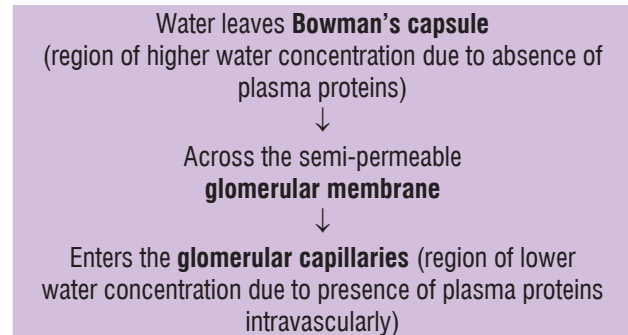 Water leaves Bowman’s capsule
(region of higher water concentration due to absence of
plasma proteins)
↓
Across the semi-permeable
glomerular membrane
↓
Enters the glomerular capillaries (region of lower
water concentration due to presence of plasma proteins
intravascularly)